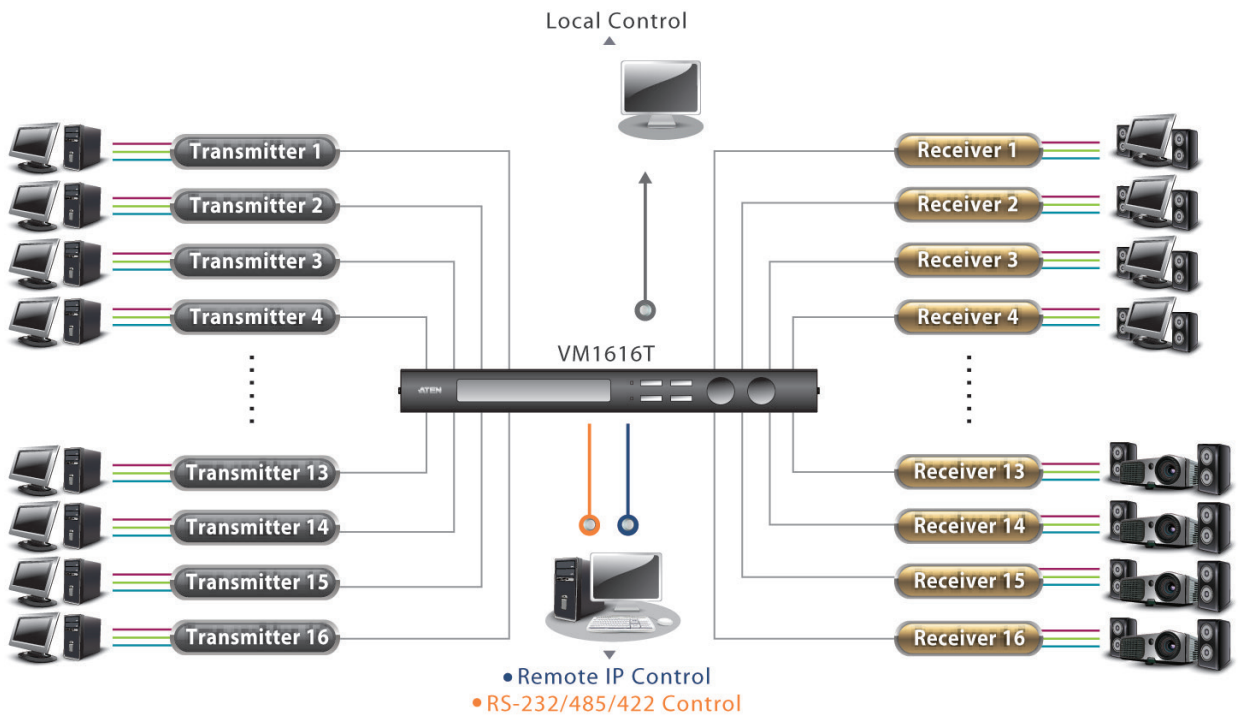 Local Control
Transmitter 1
Transmitter 2
Transmitter 3
Transmitter 4
Receiver 1
Receiver 2
Receiver 3
Receiver 4
VM1616T
ATEN
Transmitter 13
Transmitter 14
Transmitter 15
Transmitter 16
Receiver 13
Receiver 14
Receiver 15
Receiver 16
Remote IP Control
RS-232/485/422 Control